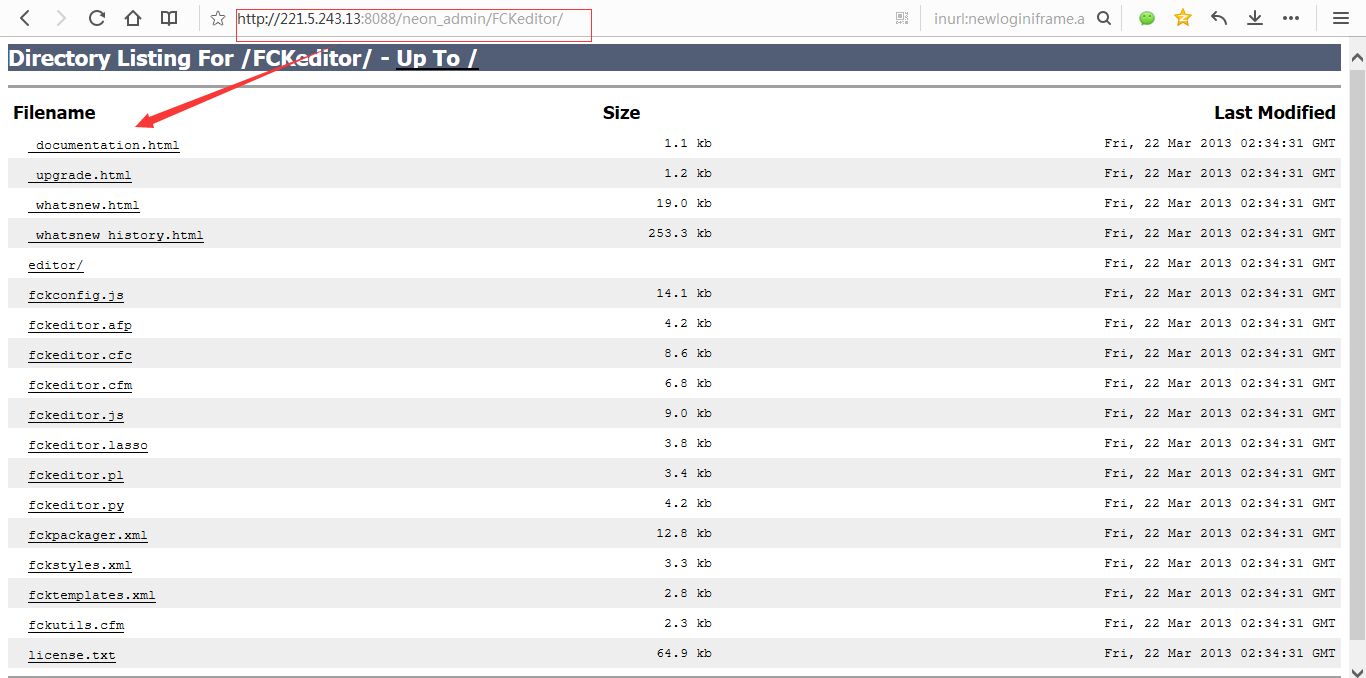 http://221.5.243.13:8088/neon_admin/FCKeditor/ inurl:newloginiframe.a
Directory Listing For /FCKeditor/ - Up To /
Filename Size Last Modified
_documentation.html 1.1 kb Fri, 22 Mar 2013 02:34:31 GMT
_upgrade.html 1.2 kb Fri, 22 Mar 2013 02:34:31 GMT
_whatsnew.html 19.0 kb Fri, 22 Mar 2013 02:34:31 GMT
_whatsnew_history.html 253.3 kb Fri, 22 Mar 2013 02:34:31 GMT
editor/ Fri, 22 Mar 2013 02:34:31 GMT
fckconfig.js 14.1 kb Fri, 22 Mar 2013 02:34:31 GMT
fckeditor.afp 4.2 kb Fri, 22 Mar 2013 02:34:31 GMT
fckeditor.cfc 8.6 kb Fri, 22 Mar 2013 02:34:31 GMT
fckeditor.cfm 6.8 kb Fri, 22 Mar 2013 02:34:31 GMT
fckeditor.js 9.0 kb Fri, 22 Mar 2013 02:34:31 GMT
fckeditor.lasso 3.8 kb Fri, 22 Mar 2013 02:34:31 GMT
fckeditor.pl 3.4 kb Fri, 22 Mar 2013 02:34:31 GMT
fckeditor.py 4.2 kb Fri, 22 Mar 2013 02:34:31 GMT
fckpackager.xml 12.8 kb Fri, 22 Mar 2013 02:34:31 GMT
fckstyles.xml 3.3 kb Fri, 22 Mar 2013 02:34:31 GMT
fcktemplates.xml 2.8 kb Fri, 22 Mar 2013 02:34:31 GMT
fckutils.cfm 2.3 kb Fri, 22 Mar 2013 02:34:31 GMT
license.txt 64.9 kb Fri, 22 Mar 2013 02:34:31 GMT